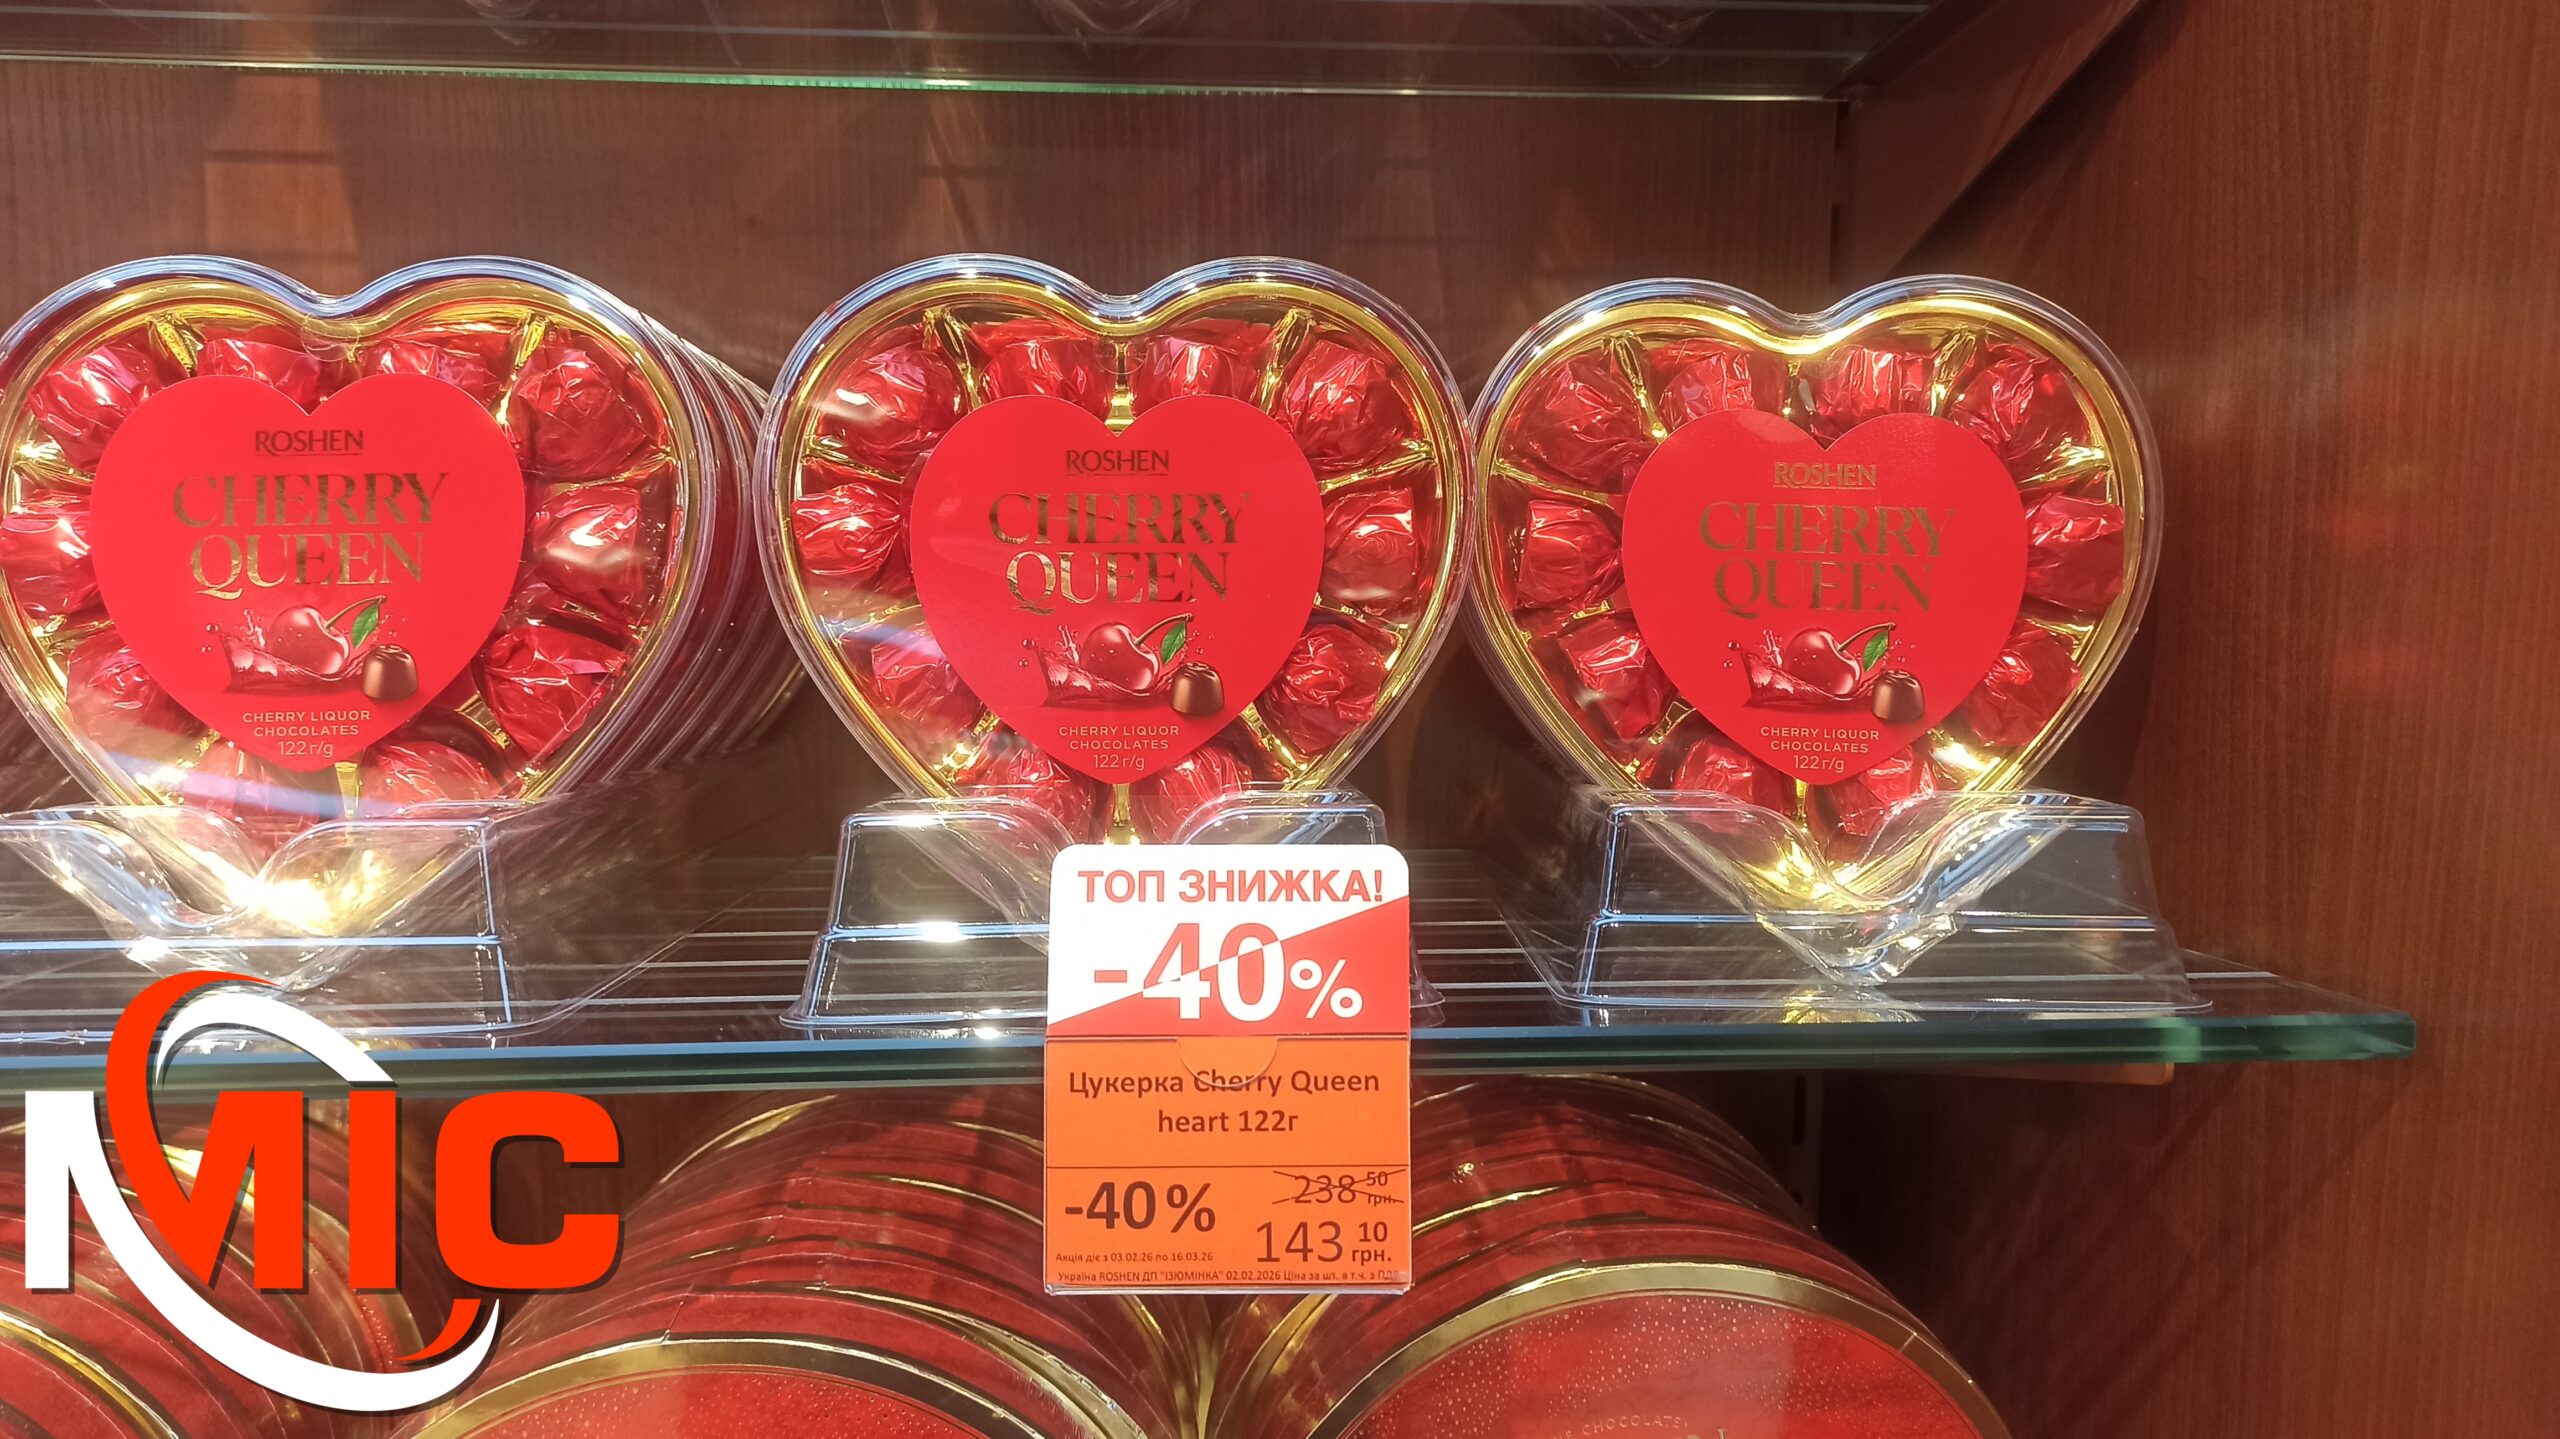 ROSHEN
CHERRY
QUEEN
CHERRY LIQUOR
CHOCOLATES
122 г/g
ROSHEN
CHERRY
QUEEN
CHERRY LIQUOR
CHOCOLATES
122 г/g
ROSHEN
CHERRY
QUEEN
CHERRY LIQUOR
CHOCOLATES
122 г/g
ТОП ЗНИЖКА!
-40%
Цукерка Cherry Queen
heart 122г
-40%
238 50 грн.
143 10 грн.
Акція діє з 03.02.26 по 16.03.26
Україна ROSHEN ДП "ІЗЮМІНКА" 02.02.2026 Ціна за шт. в т.ч. з ПДВ
МІС
CHOCOLATE